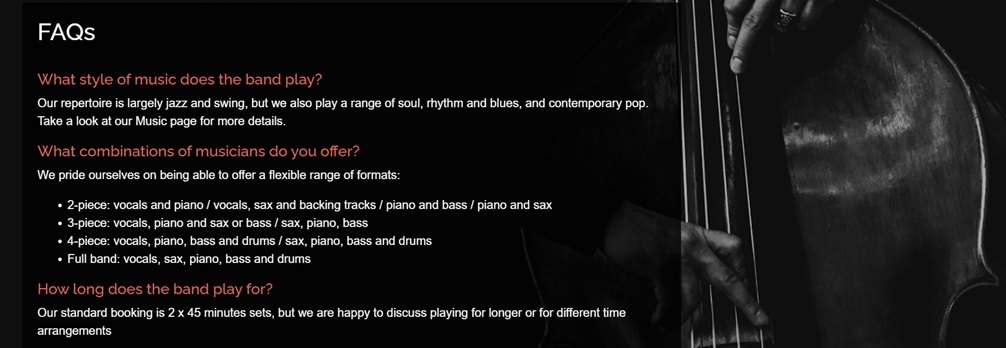 FAQs
What style of music does the band play?
Our repertoire is largely jazz and swing, but we also play a range of soul, rhythm and blues, and contemporary pop.
Take a look at our Music page for more details.
What combinations of musicians do you offer?
We pride ourselves on being able to offer a flexible range of formats:
• 2-piece: vocals and piano / vocals, sax and backing tracks / piano and bass / piano and sax
• 3-piece: vocals, piano and sax or bass / sax, piano, bass
• 4-piece: vocals, piano, bass and drums / sax, piano, bass and drums
• Full band: vocals, sax, piano, bass and drums
How long does the band play for?
Our standard booking is 2 x 45 minutes sets, but we are happy to discuss playing for longer or for different time
arrangements